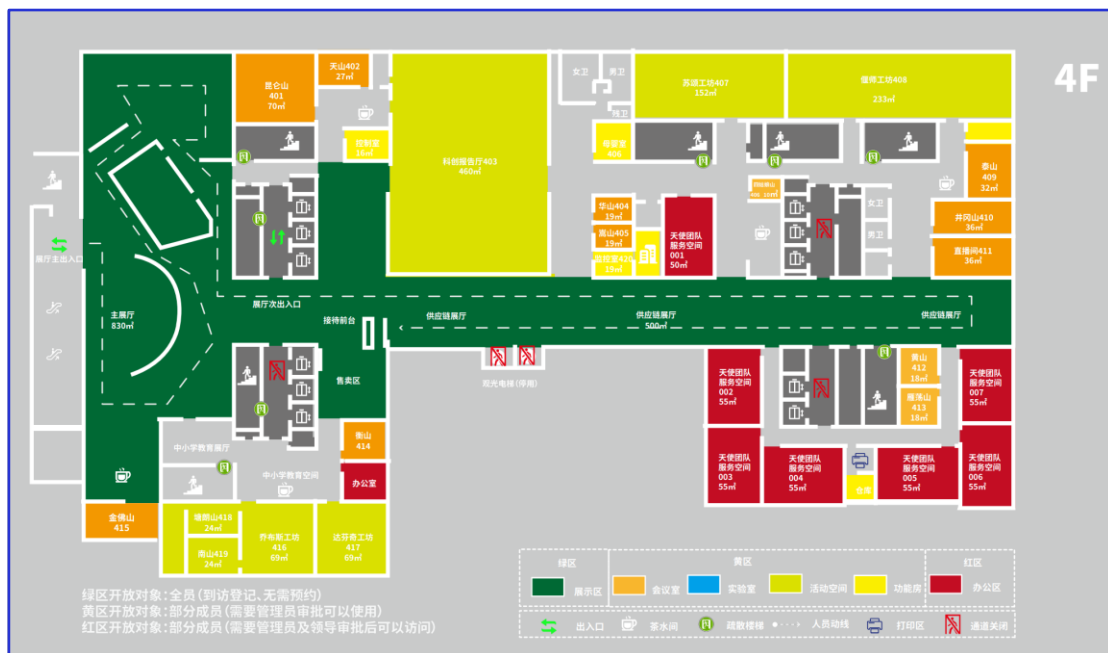 4F
昆仑山
401
70㎡
天山402
27㎡
控制室
16㎡
科创报告厅403
460㎡
女卫
男卫
残卫
苏颂工坊407
152㎡
偃师工坊408
233㎡
母婴室
406
华山404
19㎡
嵩山405
19㎡
19㎡
天使团队
服务空间
001
50㎡
女卫
男卫
泰山
409
32㎡
井冈山410
36㎡
直播间411
36㎡
展厅主出入口
主展厅
830㎡
展厅次出入口
接待前台
供应链展厅
供应链展厅
500㎡
供应链展厅
观光电梯(停用)
售卖区
中小学教育展厅
中小学教育空间
衡山
414
办公室
金佛山
415
24㎡
南山419
24㎡
乔布斯工坊
416
69㎡
达芬奇工坊
417
69㎡
天使团队
服务空间
002
55㎡
天使团队
服务空间
003
55㎡
天使团队
服务空间
004
55㎡
天使团队
服务空间
005
55㎡
天使团队
服务空间
006
55㎡
天使团队
服务空间
007
55㎡
黄山
412
18㎡
雁荡山
413
18㎡
仓库
绿区
黄区
红区
展示区
会议室
实验室
活动空间
功能房
办公区
出入口
茶水间
疏散楼梯
人员动线
打印区
通道关闭
绿区开放对象:全员(到访登记、无需预约)
黄区开放对象:部分成员(需要管理员审批可以使用)
红区开放对象:部分成员(需要管理员及领导审批后可以访问)